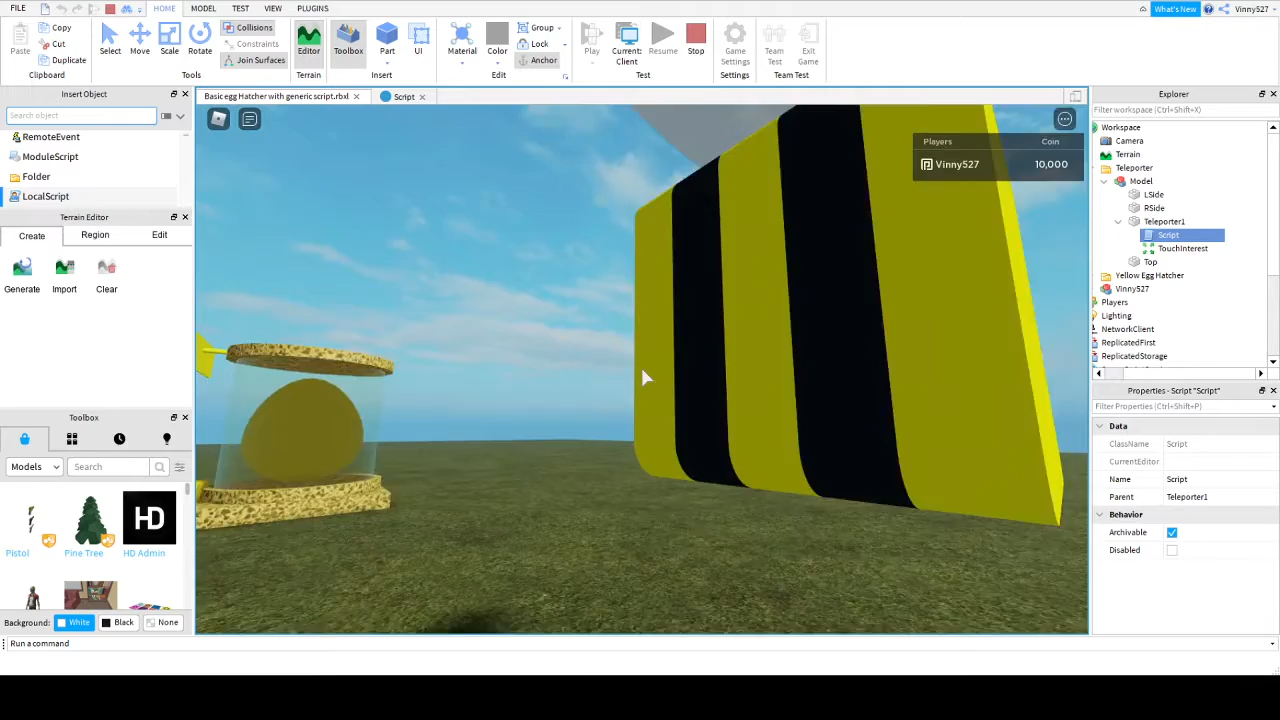 FILE HOME MODEL TEST VIEW PLUGINS What's New Vinny527
Paste Copy Cut Duplicate Clipboard
Select Move Scale Rotate Collisions Constraints Join Surfaces Tools
Editor Terrain
Toolbox Part UI Insert
Material Color Group Lock Anchor Edit
Play Current: Client Resume Stop Test
Game Settings Settings
Team Test Exit Game Team Test
Insert Object
Search object
RemoteEvent
ModuleScript
Folder
LocalScript
Terrain Editor
Create Region Edit
Generate Import Clear
Toolbox
Models Search
HD
Pistol Pine Tree HD Admin
Background: White Black None
Run a command
Basic egg Hatcher with generic script.rbxl Script
Players Coin
Vinny527 10,000
Explorer
Filter workspace (Ctrl+Shift+X)
Workspace
Camera
Terrain
Teleporter
Model
LSide
RSide
Teleporter1
Script
TouchInterest
Top
Yellow Egg Hatcher
Vinny527
Players
Lighting
NetworkClient
ReplicatedFirst
ReplicatedStorage
Properties - Script "Script"
Filter Properties (Ctrl+Shift+P)
Data
ClassName Script
CurrentEditor
Name Script
Parent Teleporter1
Behavior
Archivable
Disabled